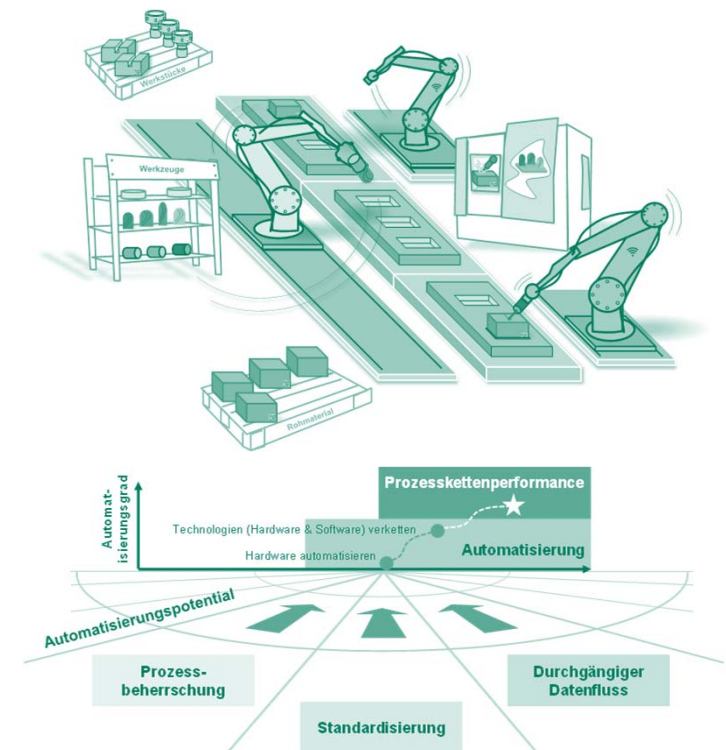 Werkstücke
Werkzeuge
Rohmaterial
Prozesskettenperformance
Automat-
isierungsgrad
Technologien (Hardware & Software) verketten
Hardware automatisieren
Automatisierung
Automatisierungspotential
Prozess-
beherrschung
Durchgängiger
Datenfluss
Standardisierung